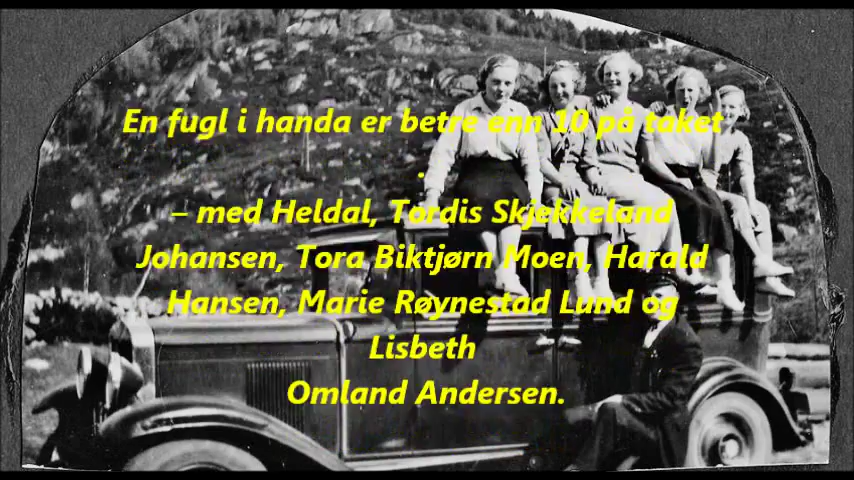 En fugl i handa er betre enn 10 på taket
.
– med Heldal, Tordis Skjekkeland
Johansen, Tora Biktjørn Moen, Harald
Hansen, Marie Røynestad Lund og
Lisbeth
Omland Andersen.